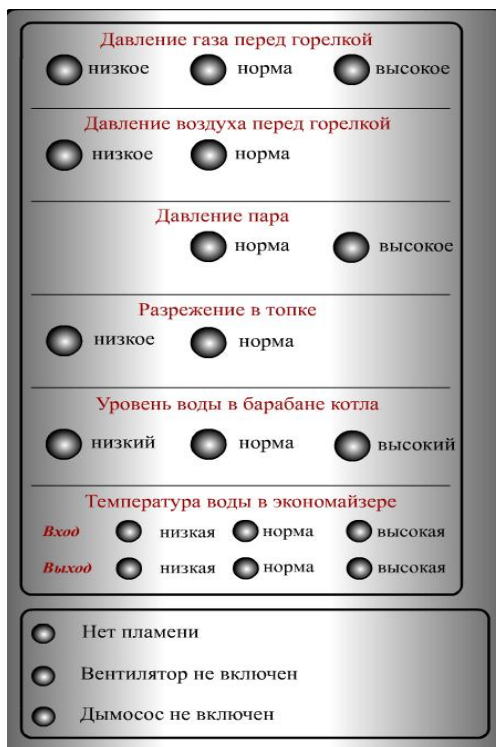 Давление газа перед горелкой
низкое норма высокое
Давление воздуха перед горелкой
низкое норма
Давление пара
норма высокое
Разрежение в топке
низкое норма
Уровень воды в барабане котла
низкий норма высокий
Температура воды в экономайзере
Вход низкая норма высокая
Выход низкая норма высокая
Нет пламени
Вентилятор не включен
Дымосос не включен